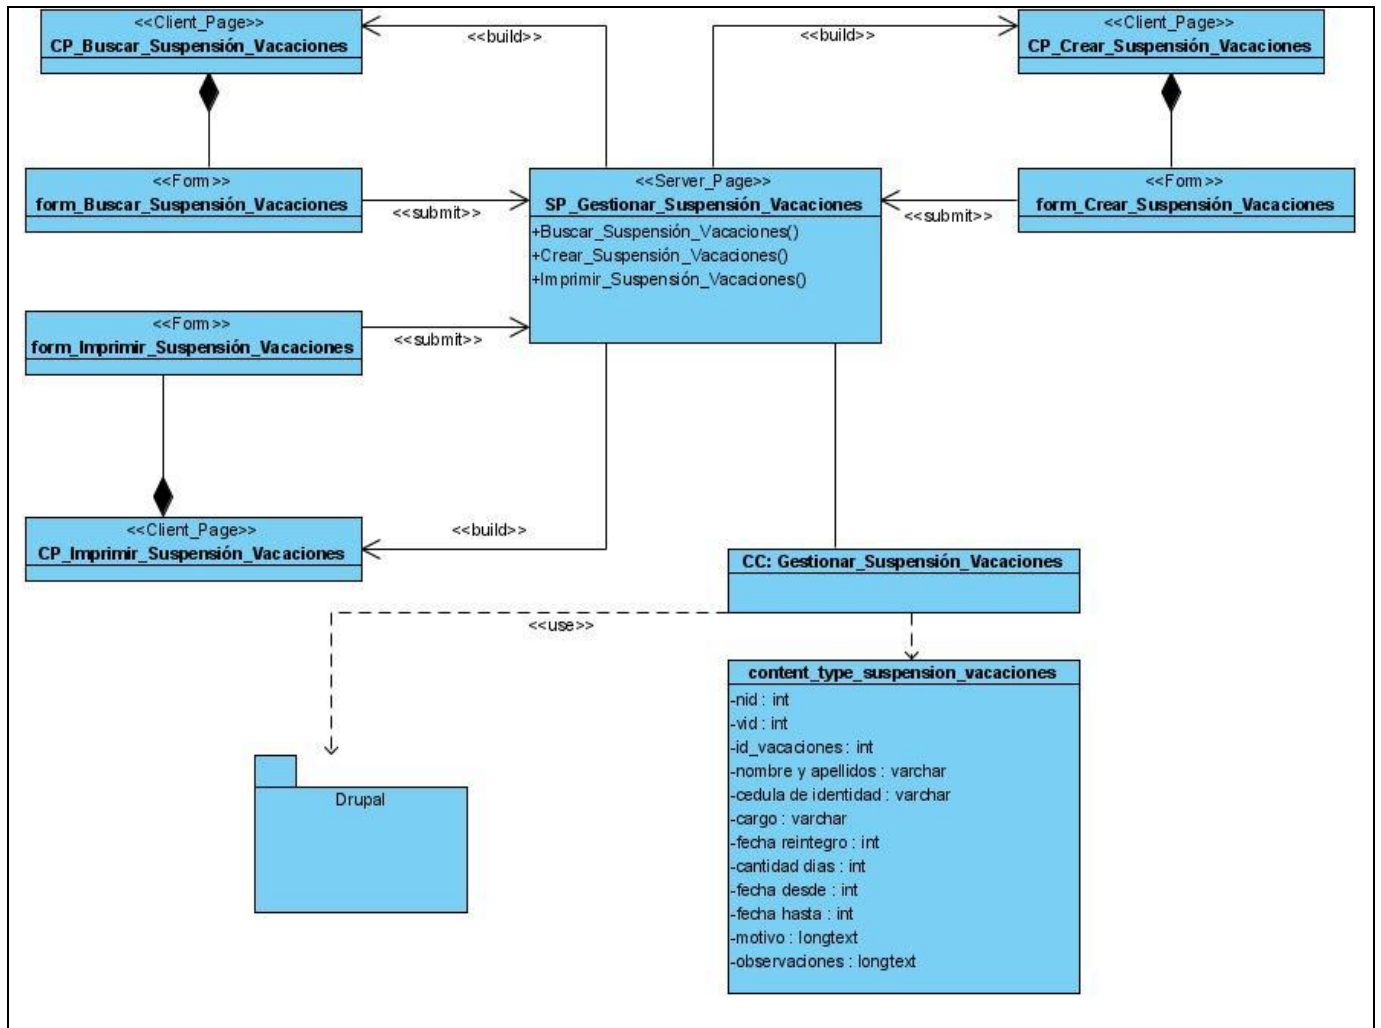 <<Client_Page>>
CP_Buscar_Suspensión_Vacaciones
<<build>>
<<build>>
<<Client_Page>>
CP_Crear_Suspensión_Vacaciones
<<Form>>
form_Buscar_Suspensión_Vacaciones
<<submit>>
<<Server_Page>>
SP_Gestionar_Suspensión_Vacaciones
+Buscar_Suspensión_Vacaciones()
+Crear_Suspensión_Vacaciones()
+Imprimir_Suspensión_Vacaciones()
<<submit>>
<<Form>>
form_Crear_Suspensión_Vacaciones
<<Form>>
form_Imprimir_Suspensión_Vacaciones
<<submit>>
<<Client_Page>>
CP_Imprimir_Suspensión_Vacaciones
<<build>>
CC: Gestionar_Suspensión_Vacaciones
<<use>>
Drupal
content_type_suspension_vacaciones
-nid : int
-vid : int
-id_vacaciones : int
-nombre y apellidos : varchar
-cedula de identidad : varchar
-cargo : varchar
-fecha reintegro : int
-cantidad dias : int
-fecha desde : int
-fecha hasta : int
-motivo : longtext
-observaciones : longtext